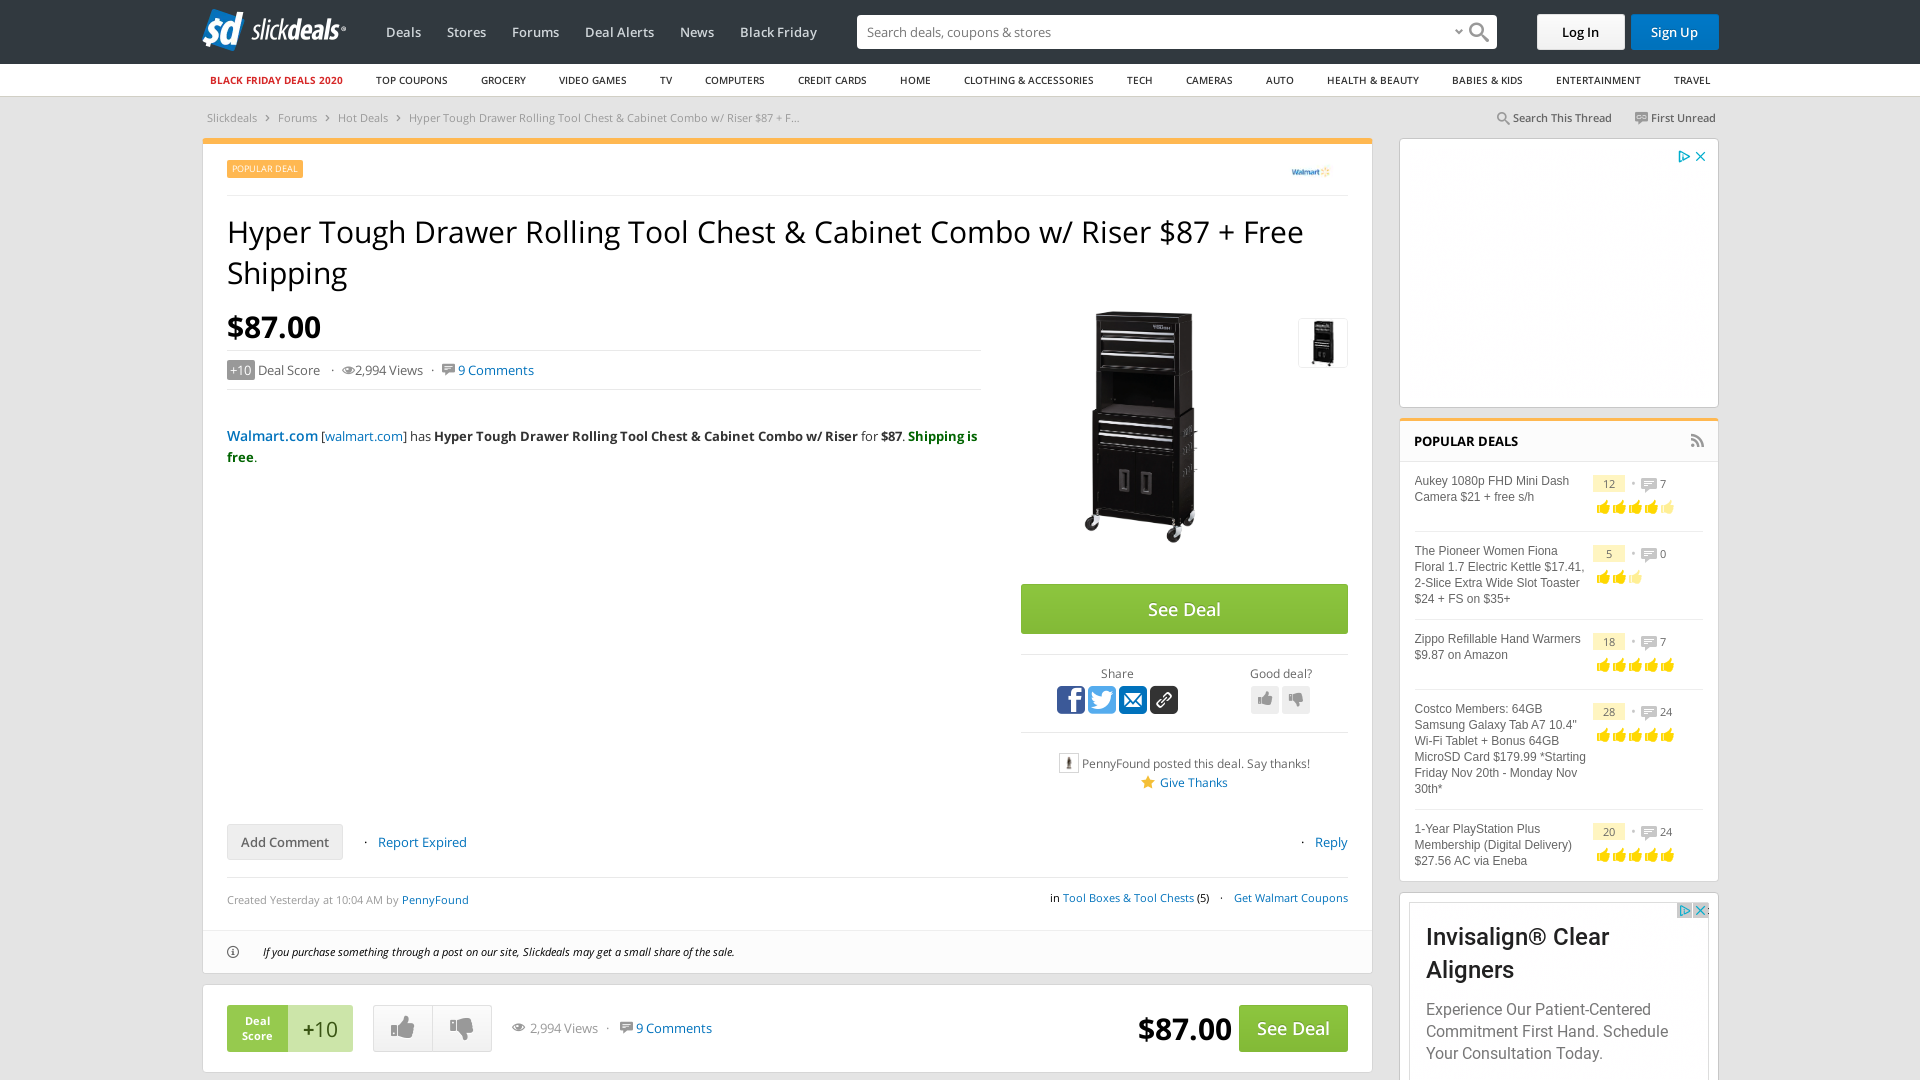 sd slickdeals
Deals Stores Forums Deal Alerts News Black Friday
Search deals, coupons & shopping
Log In Sign Up
BLACK FRIDAY DEALS 2020 TOP COUPONS GROCERY VIDEO GAMES TV COMPUTERS CREDIT CARDS HOME CLOTHING & ACCESSORIES TECH CAMERAS AUTO HEALTH & BEAUTY BABIES & KIDS ENTERTAINMENT TRAVEL
Slickdeals › Forums › Hot Deals › Hyper Tough Drawer Rolling Tool Chest & Cabinet Combo w/ Riser $87 + F...
Search This Thread First Unread
POPULAR DEAL
Walmart
Hyper Tough Drawer Rolling Tool Chest & Cabinet Combo w/ Riser $87 + Free
Shipping
$87.00
+10 Deal Score · 2,994 Views · 9 Comments
Walmart.com [walmart.com] has Hyper Tough Drawer Rolling Tool Chest & Cabinet Combo w/ Riser for $87. Shipping is
free.
See Deal
Share
Good deal?
PennyFound posted this deal. Say thanks!
Give Thanks
Add Comment · Report Expired
· Reply
Created Yesterday at 10:04 AM by PennyFound
in Tool Boxes & Tool Chests (5) · Get Walmart Coupons
If you purchase something through a post on our site, Slickdeals may get a small share of the sale.
Deal
Score
+10
2,994 Views · 9 Comments
$87.00
See Deal
POPULAR DEALS
Aukey 1080p FHD Mini Dash
Camera $21 + free s/h
12 • 7
The Pioneer Women Fiona
Floral 1.7 Electric Kettle $17.41,
2-Slice Extra Wide Slot Toaster
$24 + FS on $35+
5 • 0
Zippo Refillable Hand Warmers
$9.87 on Amazon
18 • 7
Costco Members: 64GB
Samsung Galaxy Tab A7 10.4"
Wi-Fi Tablet + Bonus 64GB
MicroSD Card $179.99 *Starting
Friday Nov 20th - Monday Nov
30th*
28 • 24
1-Year PlayStation Plus
Membership (Digital Delivery)
$27.56 AC via Eneba
20 • 24
Invisalign® Clear
Aligners
Experience Our Patient-Centered
Commitment First Hand. Schedule
Your Consultation Today.